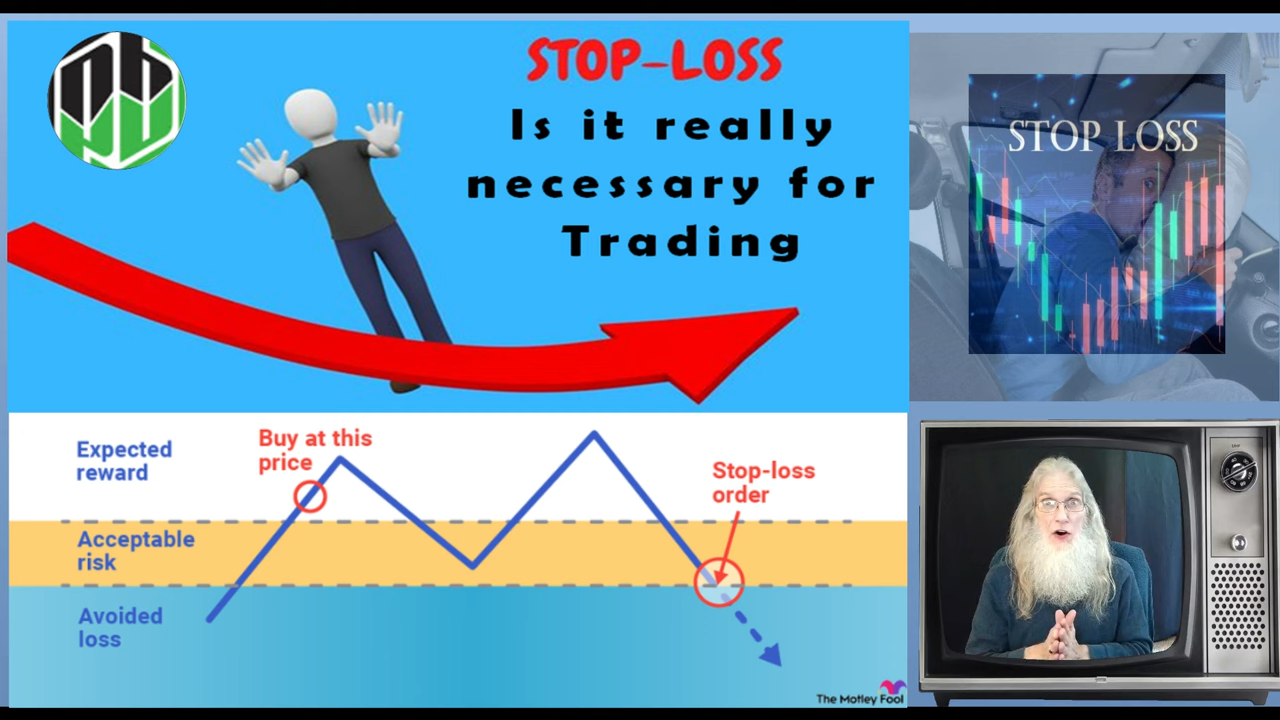 STOP-LOSS
Is it really
necessary for
Trading
STOP LOSS
Expected
reward
Buy at this
price
Stop-loss
order
Acceptable
risk
Avoided
loss
The Motley Fool